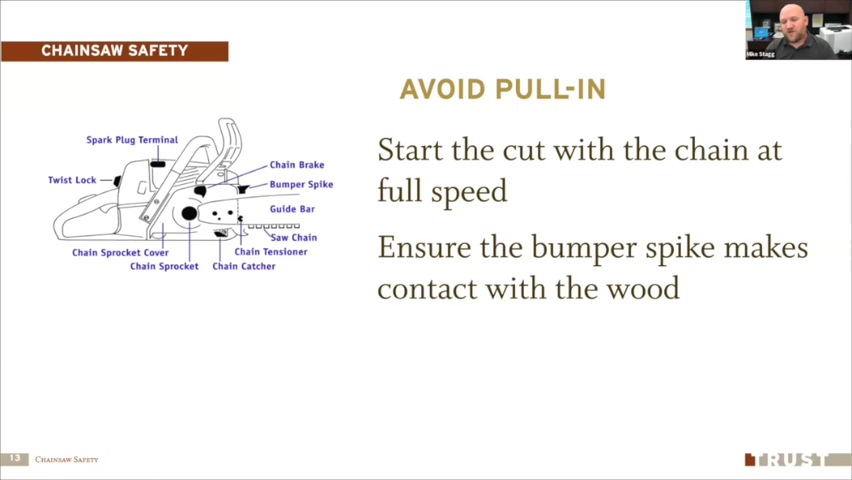 CHAINSAW SAFETY
Mike Stagg
AVOID PULL-IN
Start the cut with the chain at
full speed
Ensure the bumper spike makes
contact with the wood
Spark Plug Terminal
Twist Lock
Chain Brake
Bumper Spike
Guide Bar
Saw Chain
Chain Tensioner
Chain Sprocket Cover
Chain Sprocket
Chain Catcher
13
CHAINSAW SAFETY
TRUST